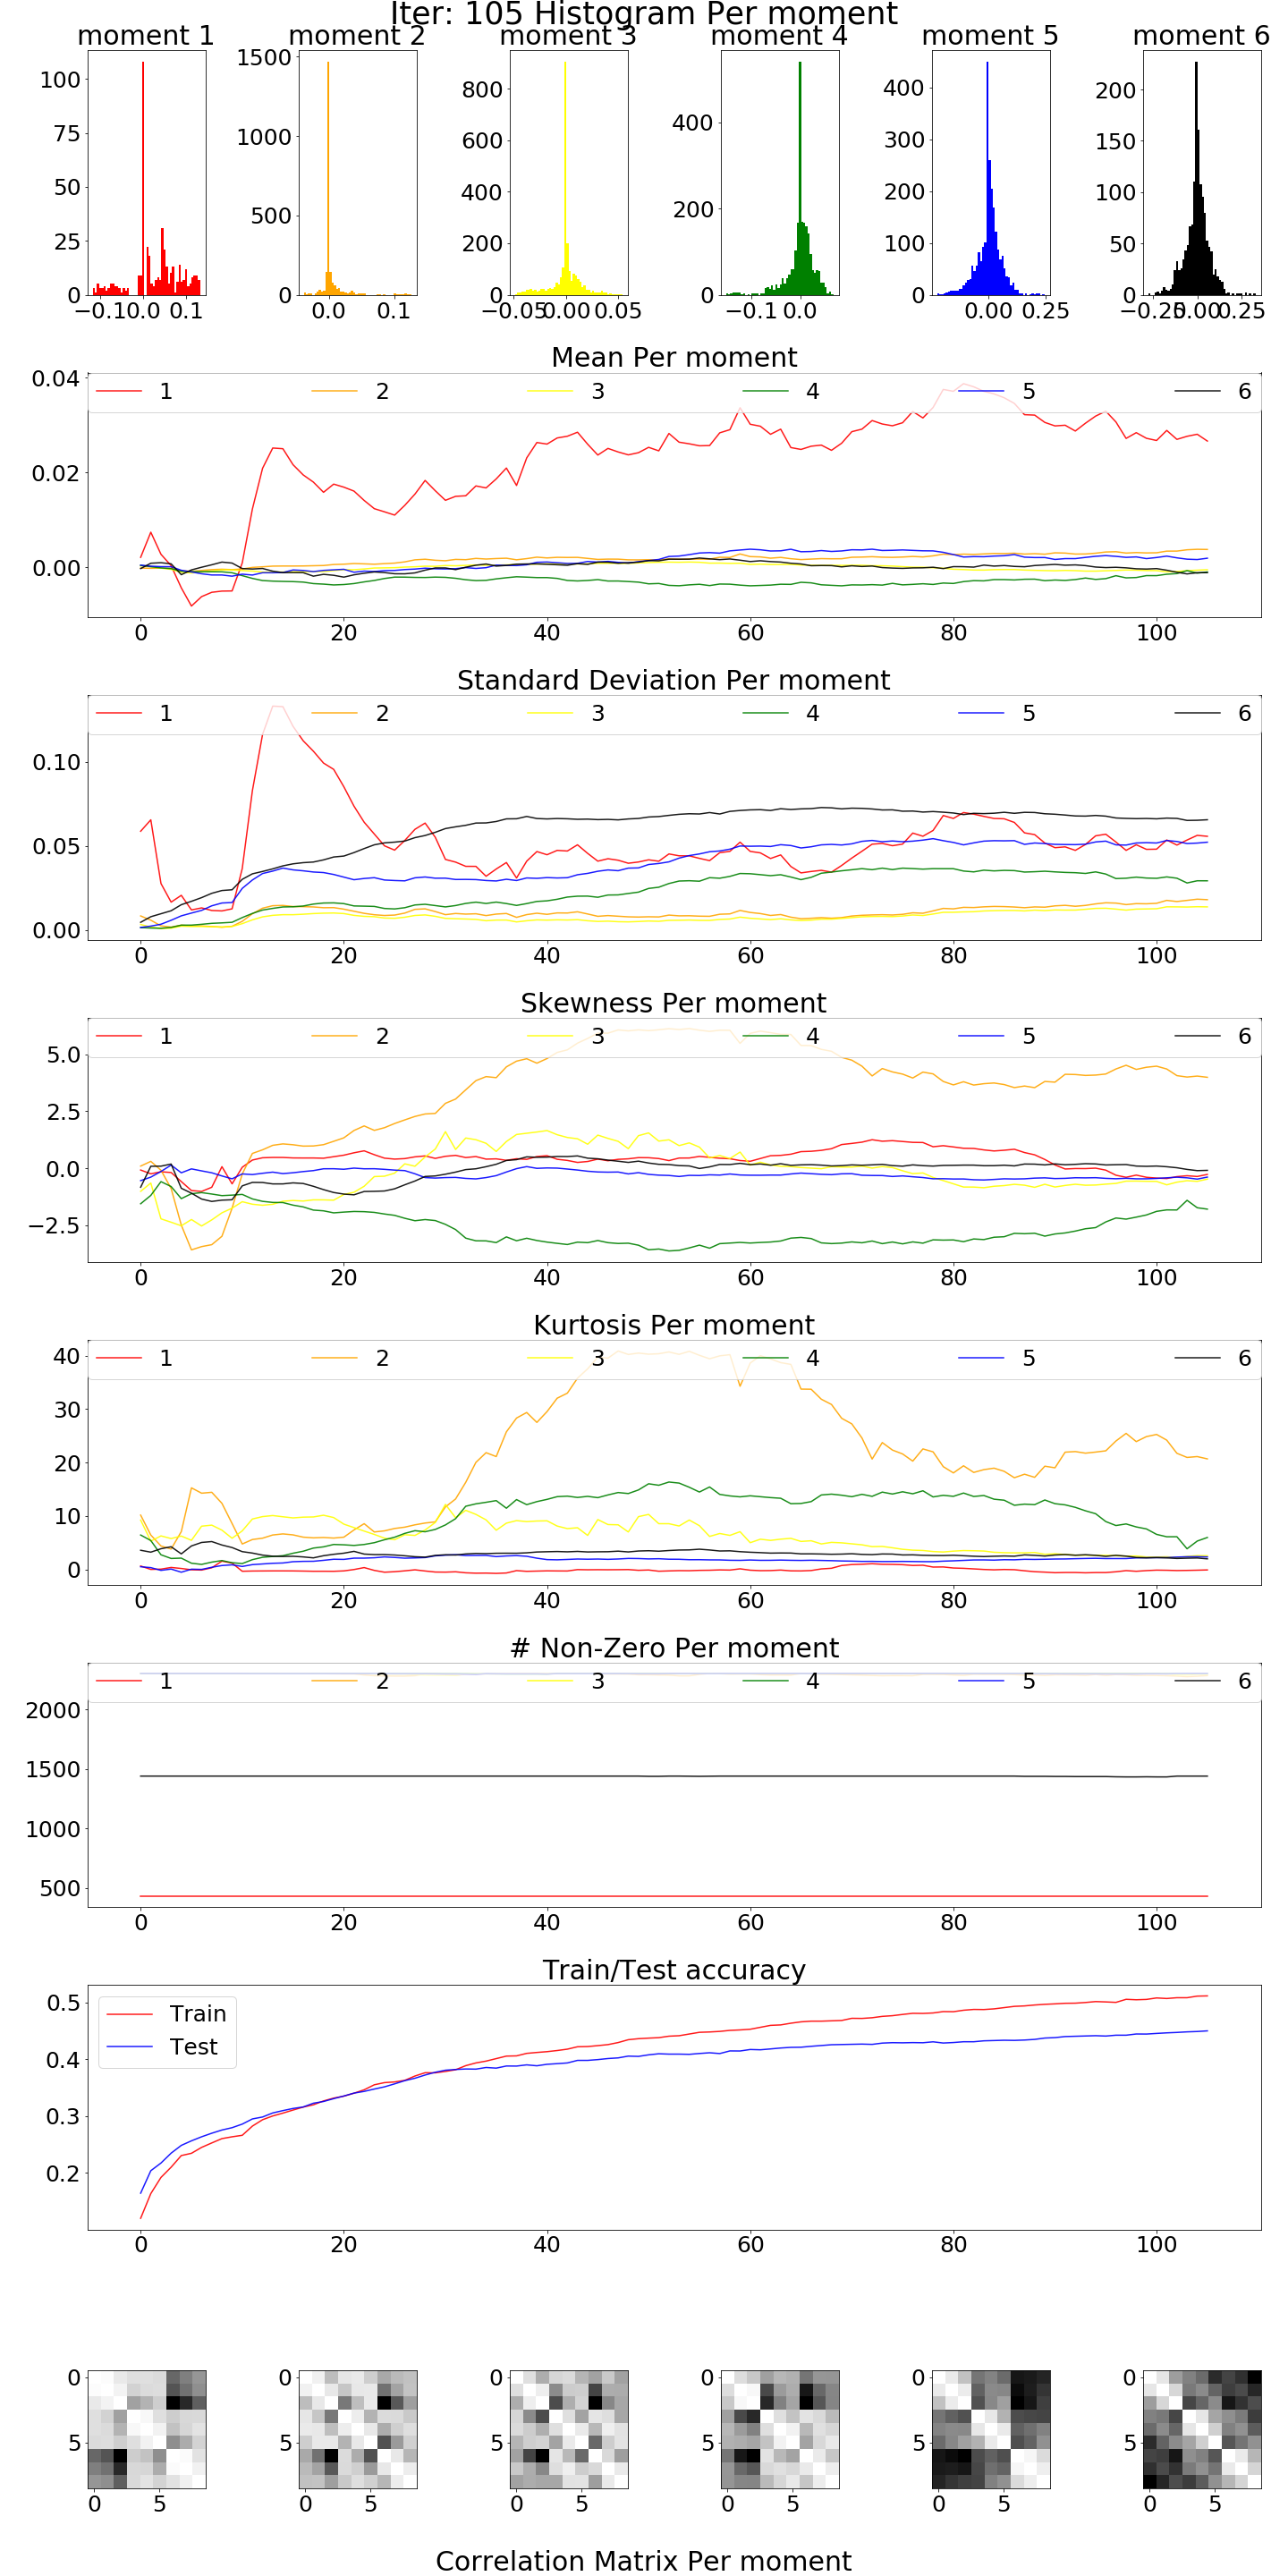 Iter: 105 Histogram Per moment
moment 1 moment 2 moment 3 moment 4 moment 5 moment 6
100 75 50 25 0
−0.1 0.0 0.1
1500 1000 500 0
0.0 0.1
800 600 400 200 0
−0.05 0.00 0.05
400 200 0
−0.1 0.0
400 300 200 100 0
0.00 0.25
200 150 100 50 0
−0.25 0.00 0.25
Mean Per moment
1 2 3 4 5 6
0.04
0.02
0.00
0 20 40 60 80 100
Standard Deviation Per moment
1 2 3 4 5 6
0.10
0.05
0.00
0 20 40 60 80 100
Skewness Per moment
1 2 3 4 5 6
5.0
2.5
0.0
−2.5
0 20 40 60 80 100
Kurtosis Per moment
1 2 3 4 5 6
40
30
20
10
0
0 20 40 60 80 100
# Non-Zero Per moment
1 2 3 4 5 6
2000
1500
1000
500
0 20 40 60 80 100
Train/Test accuracy
Train
Test
0.5
0.4
0.3
0.2
0 20 40 60 80 100
0 0 0 0 0 0
5 5 5 5 5 5
0 5 0 5 0 5 0 5 0 5 0 5
Correlation Matrix Per moment